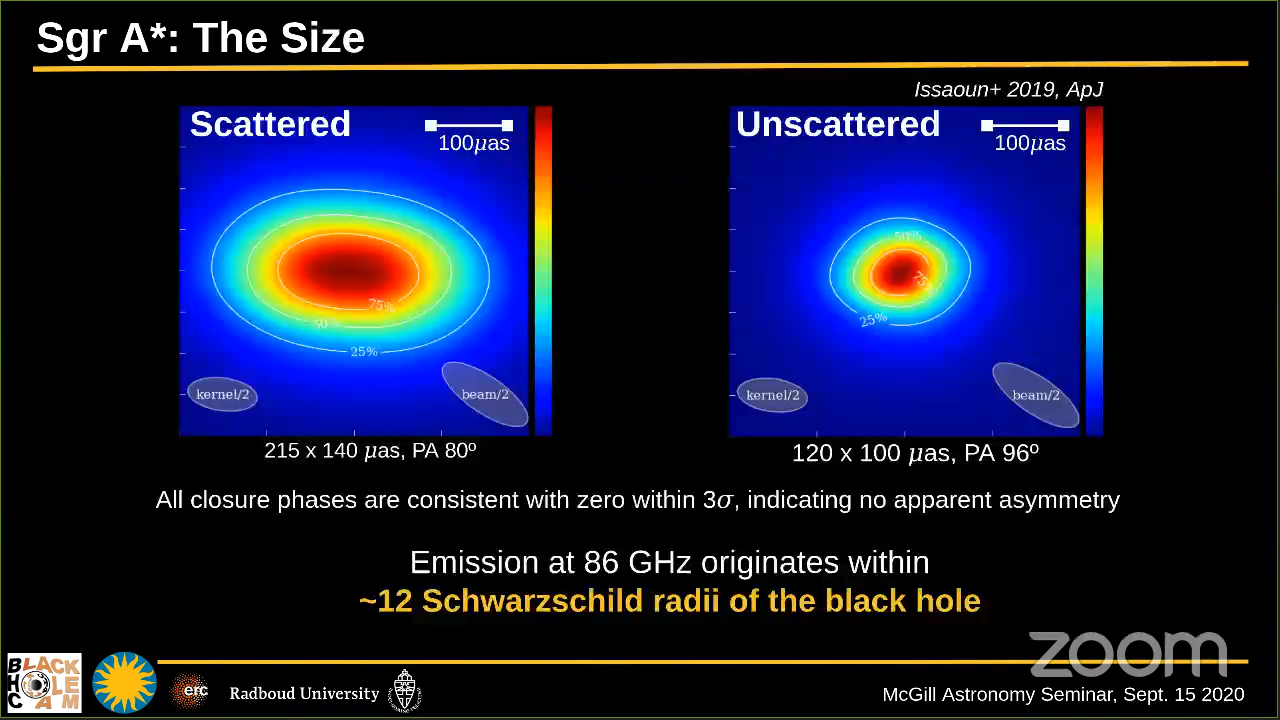 Sgr A*: The Size
Issaoun+ 2019, ApJ
Scattered
100μas
75%
50%
25%
kernel/2
beam/2
215 x 140 μas, PA 80º
Unscattered
100μas
50%
75%
25%
kernel/2
beam/2
120 x 100 μas, PA 96º
All closure phases are consistent with zero within 3σ, indicating no apparent asymmetry
Emission at 86 GHz originates within
~12 Schwarzschild radii of the black hole
BLACK
HOLE
CAM
erc
Radboud University
zoom
McGill Astronomy Seminar, Sept. 15 2020